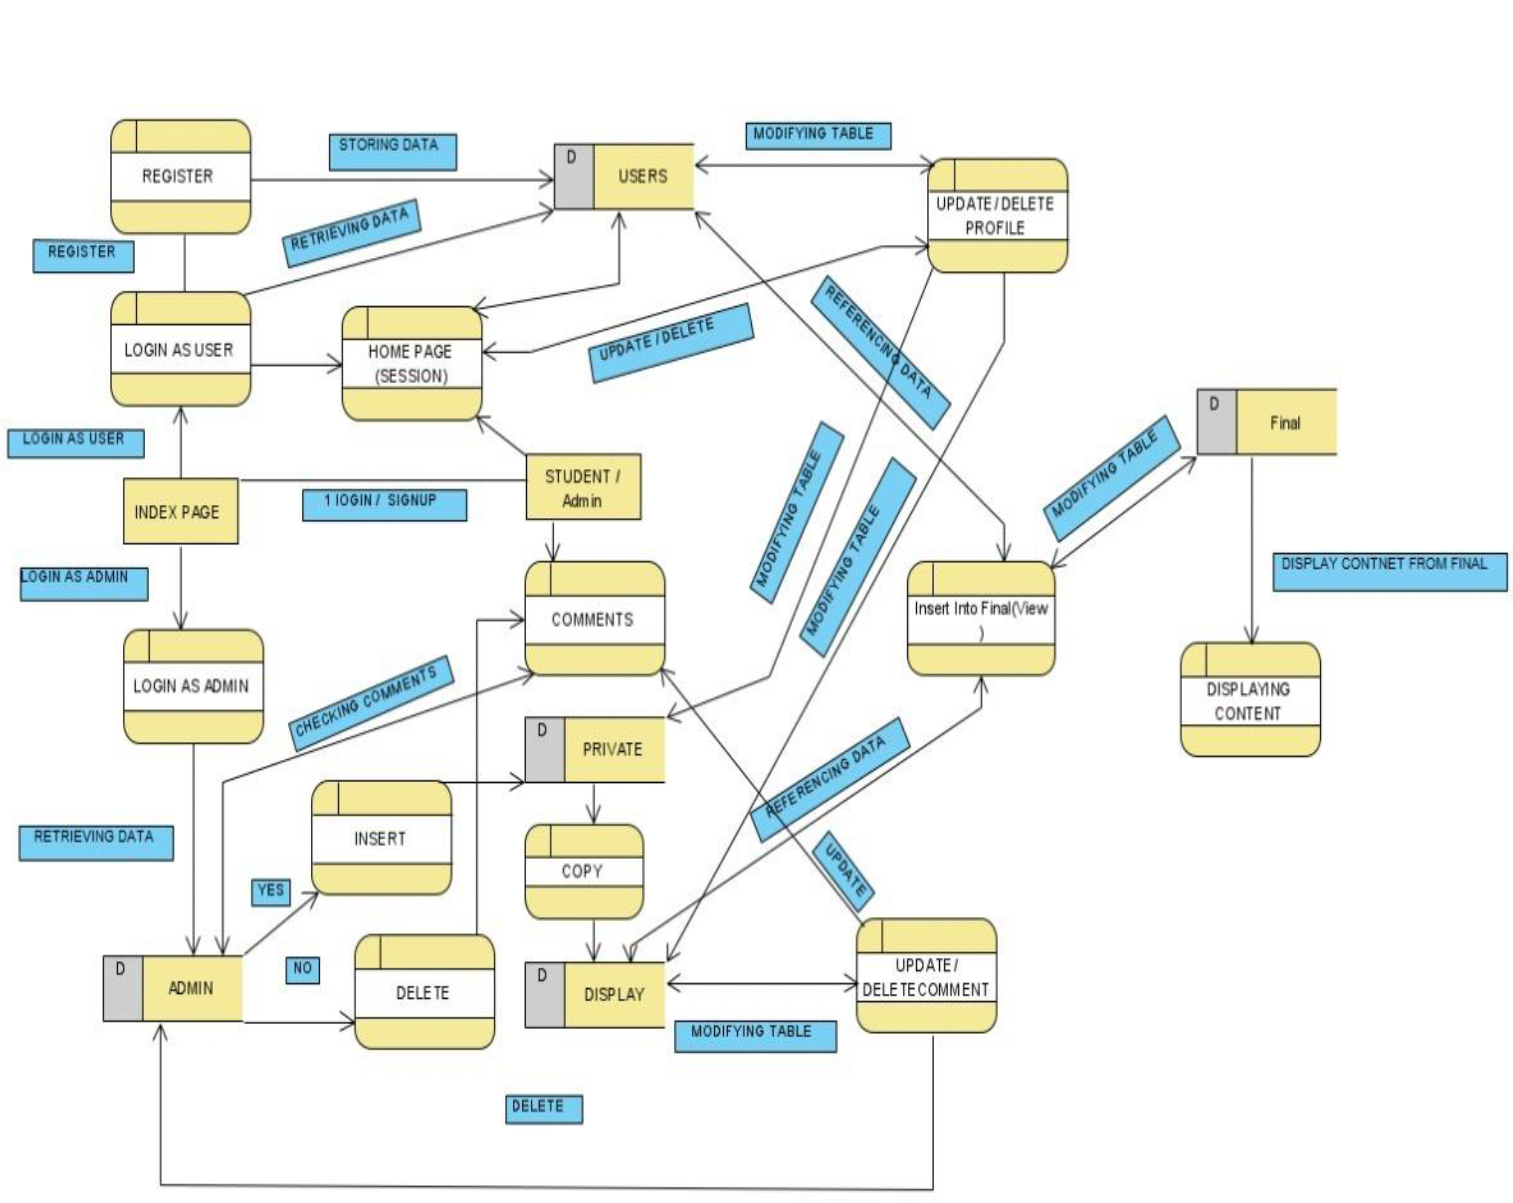 MODIFYING TABLE
STORING DATA
D
USERS
REGISTER
UPDATE / DELETE
PROFILE
RETRIEVING DATA
REGISTER
REFERENCING DATA
UPDATE / DELETE
LOGIN AS USER
HOME PAGE
(SESSION)
D
Final
LOGIN AS USER
MODIFYING TABLE
STUDENT /
Admin
1 lOGIN / SIGNUP
INDEX PAGE
MODIFYING TABLE
MODIFYING TABLE
LOGIN AS ADMIN
DISPLAY CONTNET FROM FINAL
COMMENTS
Insert Into Final(View
)
LOGIN AS ADMIN
CHECKING COMMENTS
DISPLAYING
CONTENT
D
PRIVATE
REFERENCING DATA
RETRIEVING DATA
INSERT
COPY
UPDATE
YES
NO
D
ADMIN
DELETE
D
DISPLAY
UPDATE /
DELETE COMMENT
MODIFYING TABLE
DELETE